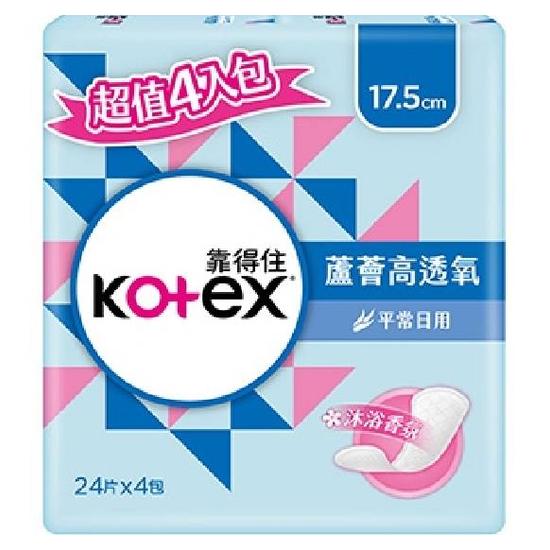 超值4入包
17.5cm
靠得住
Kotex®
蘆薈高透氧
平常日用
沐浴香氛
24片x4包